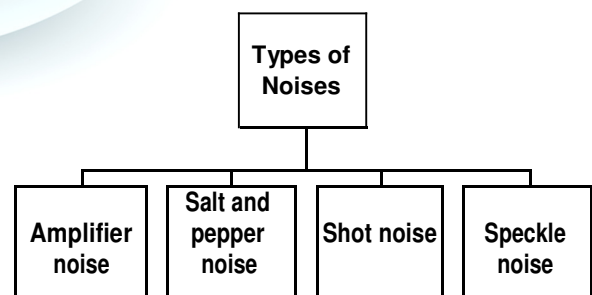 Types of
Noises
Amplifier
noise
Salt and
pepper
noise
Shot noise
Speckle
noise